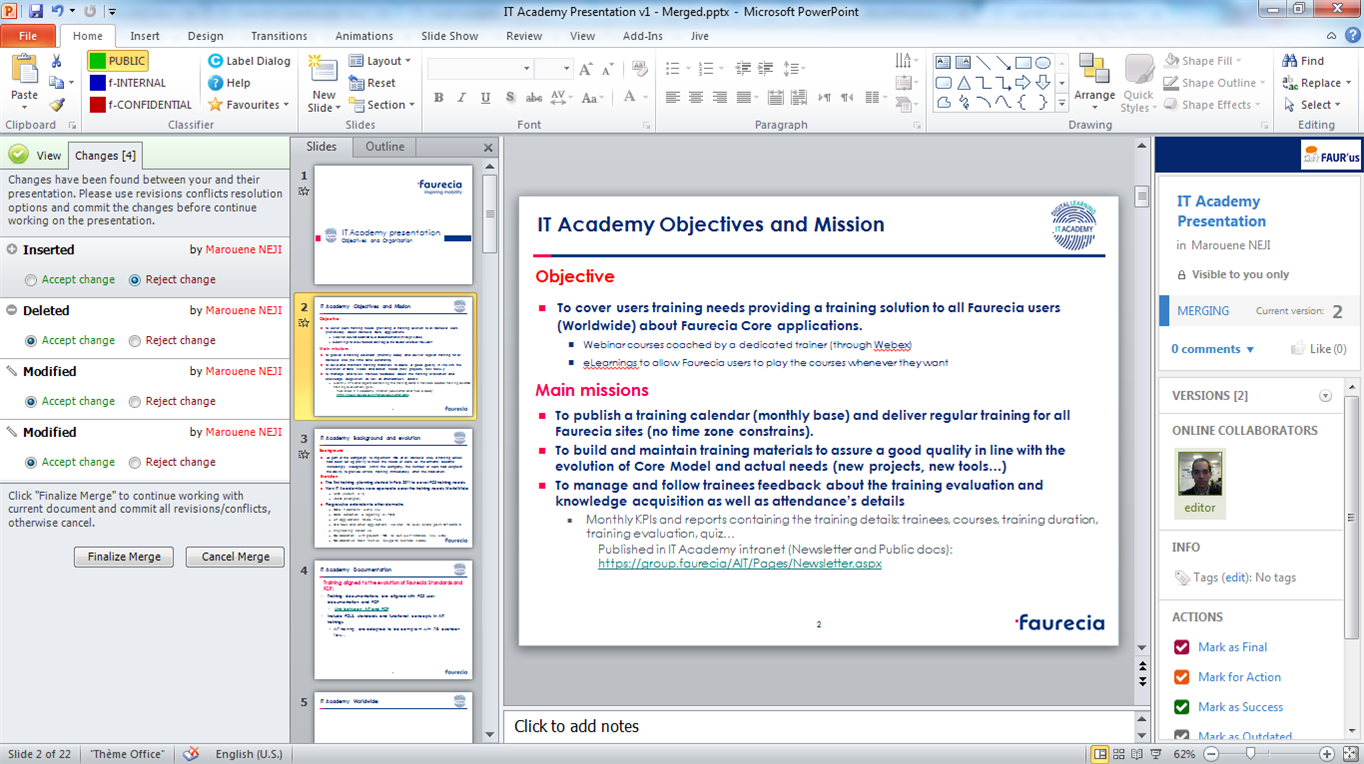 IT Academy Presentation v1 - Merged.pptx - Microsoft PowerPoint
File Home Insert Design Transitions Animations Slide Show Review View Add-Ins Jive
PUBLIC
f-INTERNAL
f-CONFIDENTIAL
Label Dialog
Help
Favourites
Paste
New
Slide
Layout
Reset
Section
Arrange
Quick
Styles
Shape Fill
Shape Outline
Shape Effects
Find
Replace
Select
Clipboard Classifier Slides Font Paragraph Drawing Editing
View Changes [4]
Changes have been found between your and their
presentation. Please use revisions conflicts resolution
options and commit the changes before continue
working on the presentation.
Inserted by Marouene NEJI
Accept change Reject change
Deleted by Marouene NEJI
Accept change Reject change
Modified by Marouene NEJI
Accept change Reject change
Modified by Marouene NEJI
Accept change Reject change
Click "Finalize Merge" to continue working with
current document and commit all revisions/conflicts,
otherwise cancel.
Finalize Merge Cancel Merge
Slides Outline
1
faurecia
inspiring mobility
IT Academy presentation
Objectives and Organization
2
IT Academy Objectives and Mission
Objective
Main missions
faurecia
3
IT Academy Background and evolution
Background
Evolution
faurecia
4
IT Academy Documentation
faurecia
5
IT Academy Worldwide:
IT Academy Objectives and Mission
DIGITAL LEARNING
IT ACADEMY
Objective
To cover users training needs providing a training solution to all Faurecia users
(Worldwide) about Faurecia Core applications.
Webinar courses coached by a dedicated trainer (through Webex)
eLearnings to allow Faurecia users to play the courses whenever they want
Main missions
To publish a training calendar (monthly base) and deliver regular training for all
Faurecia sites (no time zone constrains).
To build and maintain training materials to assure a good quality in line with the
evolution of Core Model and actual needs (new projects, new tools...)
To manage and follow trainees feedback about the training evaluation and
knowledge acquisition as well as attendance's details
Monthly KPIs and reports containing the training details: trainees, courses, training duration,
training evaluation, quiz...
Published in IT Academy intranet (Newsletter and Public docs):
https://group.faurecia/AIT/Pages/Newsletter.aspx
2
faurecia
Click to add notes
FAUR'us
IT Academy
Presentation
in Marouene NEJI
Visible to you only
MERGING Current version: 2
0 comments Like (0)
VERSIONS [2]
ONLINE COLLABORATORS
editor
INFO
Tags (edit): No tags
ACTIONS
Mark as Final
Mark for Action
Mark as Success
Mark as Outdated
Slide 2 of 22 "Thème Office" English (U.S.) 62%